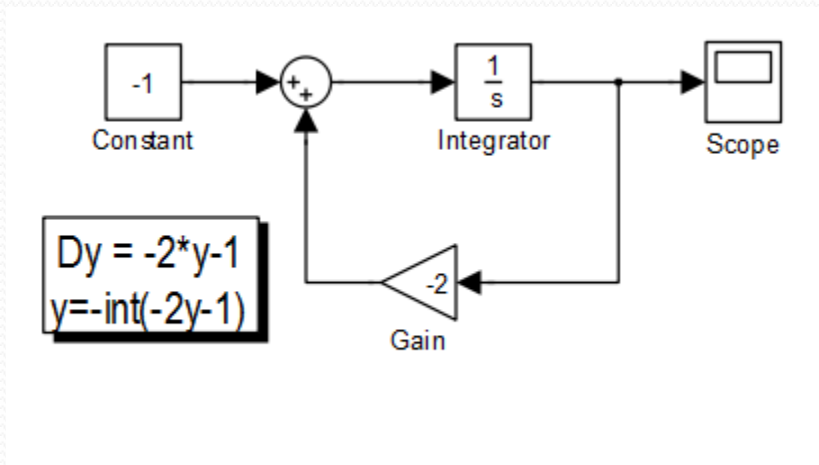 -1
Constant
+
+
1
s
Integrator
Scope
Dy = -2*y-1
y=-int(-2y-1)
-2
Gain